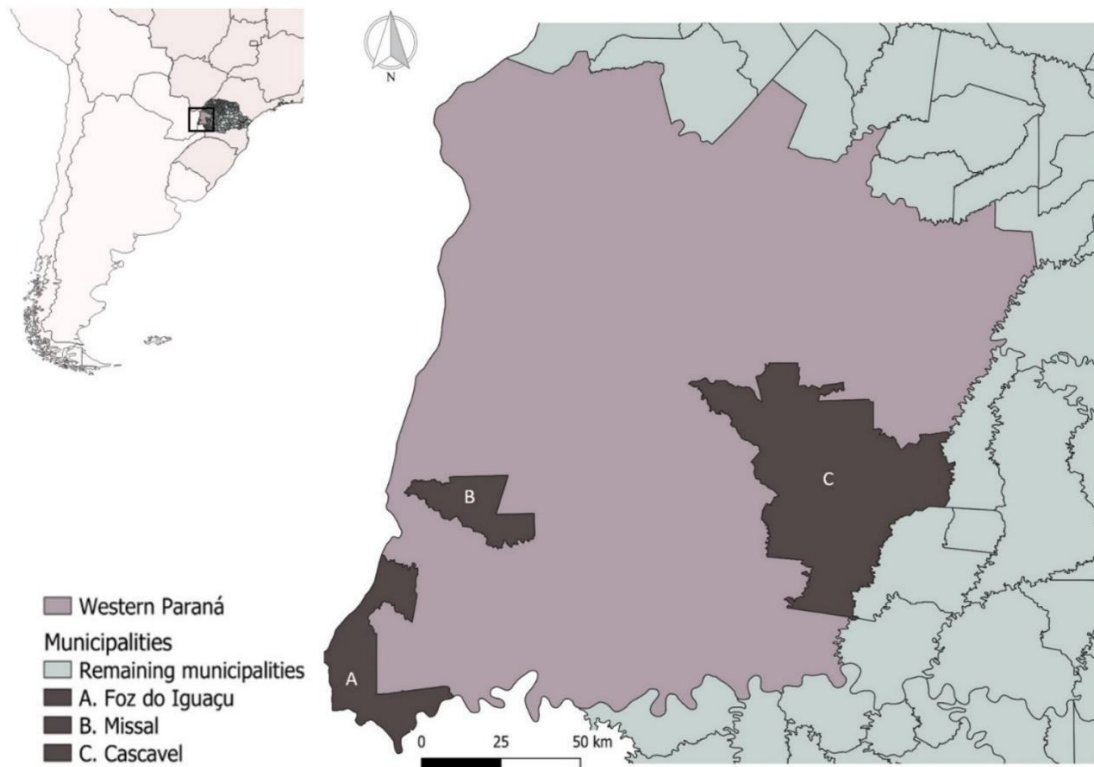 N
B
C
A
Western Paraná
Municipalities
Remaining municipalities
A. Foz do Iguaçu
B. Missal
C. Cascavel
0 25 50 km